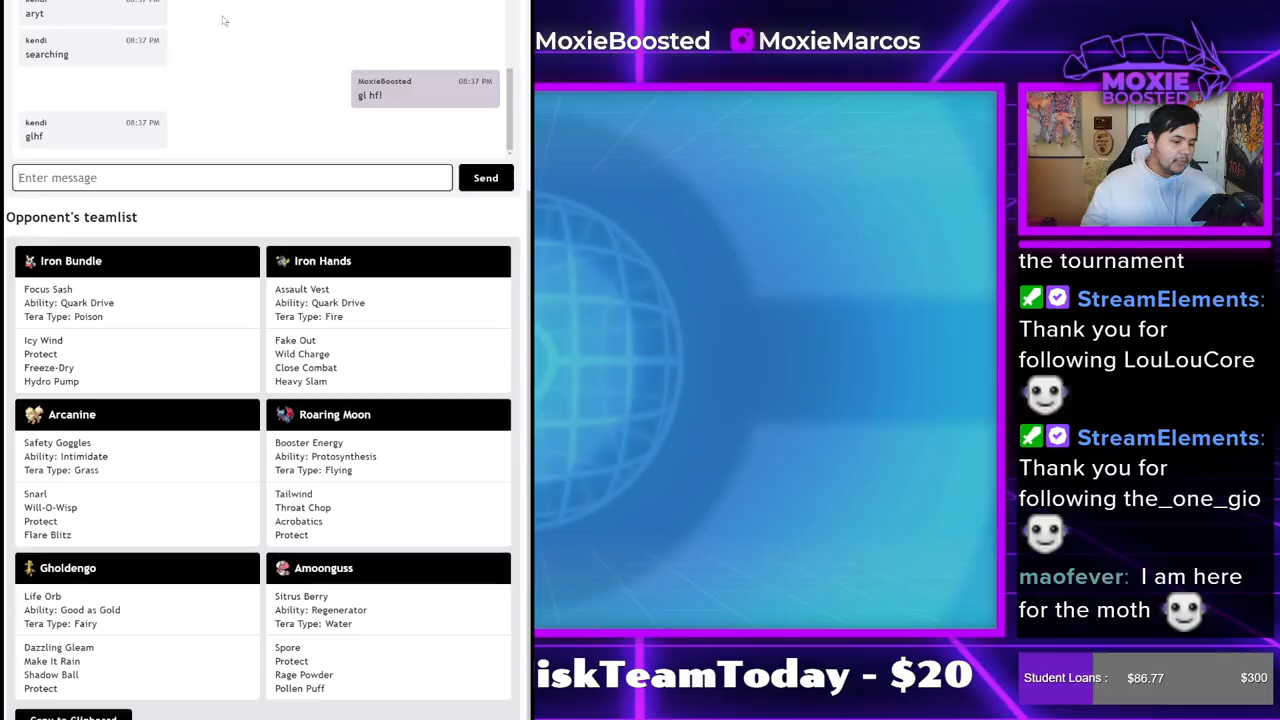 kendi
aryt
kendi 08:37 PM
searching
MoxieBoosted 08:37 PM
gl hf!
kendi 08:37 PM
glhf
Enter message
Send
Opponent's teamlist
Iron Bundle
Focus Sash
Ability: Quark Drive
Tera Type: Poison
Icy Wind
Protect
Freeze-Dry
Hydro Pump
Iron Hands
Assault Vest
Ability: Quark Drive
Tera Type: Fire
Fake Out
Wild Charge
Close Combat
Heavy Slam
Arcanine
Safety Goggles
Ability: Intimidate
Tera Type: Grass
Snarl
Will-O-Wisp
Protect
Flare Blitz
Roaring Moon
Booster Energy
Ability: Protosynthesis
Tera Type: Flying
Tailwind
Throat Chop
Acrobatics
Protect
Gholdengo
Life Orb
Ability: Good as Gold
Tera Type: Fairy
Dazzling Gleam
Make It Rain
Shadow Ball
Protect
Amoonguss
Sitrus Berry
Ability: Regenerator
Tera Type: Water
Spore
Protect
Rage Powder
Pollen Puff
Copy to Clipboard
MoxieBoosted MoxieMarcos
MOXIE
BOOSTED
the tournament
StreamElements:
Thank you for
following LouLouCore
StreamElements:
Thank you for
following the_one_gio
maofever: I am here
for the moth
iskTeamToday - $20
Student Loans : $86.77 $300